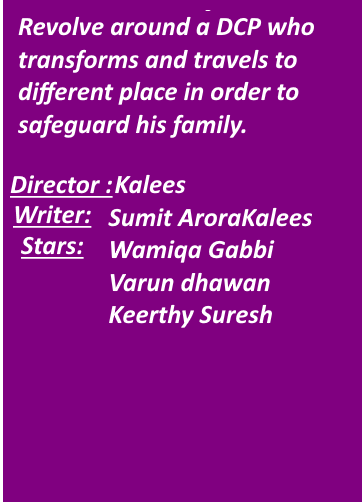 Revolve around a DCP who
transforms and travels to
different place in order to
safeguard his family.
Director :Kalees
Writer: Sumit AroraKalees
Stars: Wamiqa Gabbi
Varun dhawan
Keerthy Suresh